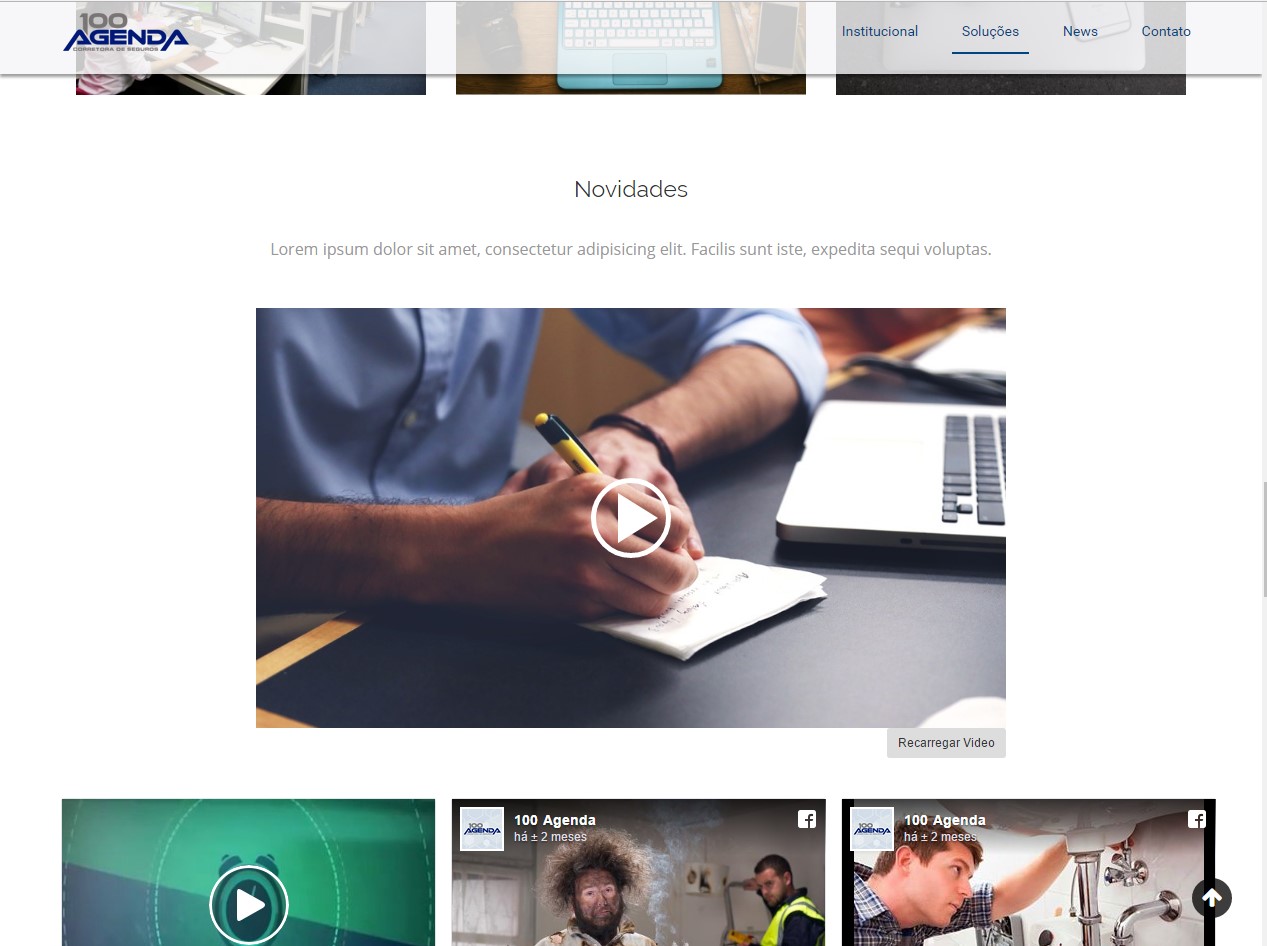 100
AGENDA
CORRETORA DE SEGUROS
Institucional
Soluções
News
Contato
Novidades
Lorem ipsum dolor sit amet, consectetur adipisicing elit. Facilis sunt iste, expedita sequi voluptas.
Recarregar Video
100
AGENDA
100 Agenda
há ± 2 meses
100
AGENDA
100 Agenda
há ± 2 meses